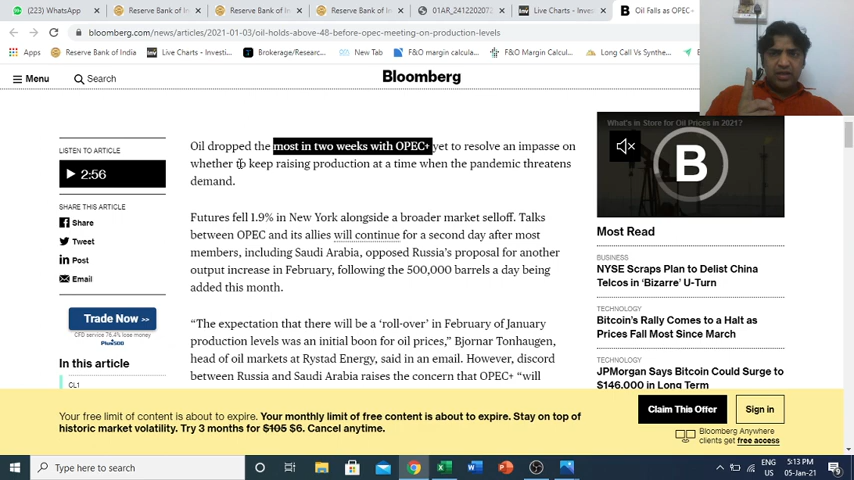 (223) WhatsApp
Reserve Bank of India
Reserve Bank of Ind
Reserve Bank of Ind
01AR_2412202072
Live Charts - Invest
Oil Falls as OPEC -
bloomberg.com/news/articles/2021-01-03/oil-holds-above-48-before-opec-meeting-on-production-levels
Apps
Reserve Bank of India
Live Charts - Investi...
oi-holdsl-borrowing...
New Tab
F&O margin calcula...
F&O Margin Calcul...
Long Call Vs Synthe...
Menu
Search
Bloomberg
LISTEN TO ARTICLE
2:56
SHARE THIS ARTICLE
Share
Tweet
Post
Email
Trade Now >>
CFD service 76.4% lose money
Plus500
In this article
CL1
Oil dropped the most in two weeks with OPEC+ yet to resolve an impasse on
whether to keep raising production at a time when the pandemic threatens
demand.
Futures fell 1.9% in New York alongside a broader market selloff. Talks
between OPEC and its allies will continue for a second day after most
members, including Saudi Arabia, opposed Russia's proposal for another
output increase in February, following the 500,000 barrels a day being
added this month.
“The expectation that there will be a ‘roll-over’ in February of January
production levels was an initial boon for oil prices,” Bjornar Tonhaugen,
head of oil markets at Rystad Energy, said in an email. However, discord
between Russia and Saudi Arabia raises the concern that OPEC+ “will
What's in Store for Oil Prices in 2021?
B
Most Read
BUSINESS
NYSE Scraps Plan to Delist China
Telcos in ‘Bizarre’ U-Turn
TECHNOLOGY
Bitcoin's Rally Comes to a Halt as
Prices Fall Most Since March
TECHNOLOGY
JPMorgan Says Bitcoin Could Surge to
$146,000 in Long Term
Your free limit of content is about to expire. Your monthly limit of free content is about to expire. Stay on top of
historic market volatility. Try 3 months for $105 $6. Cancel anytime.
Claim This Offer
Sign in
Bloomberg Anywhere
clients get free access
Type here to search
ENG
US
5:13 PM
05-Jan-21